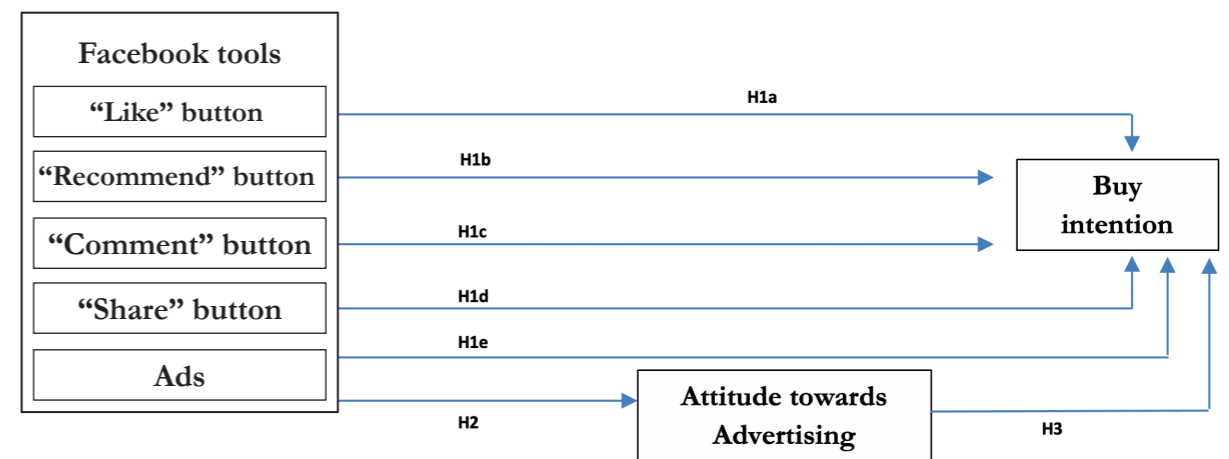 Facebook tools
“Like” button
H1a
“Recommend” button
H1b
“Comment” button
H1c
“Share” button
H1d
H1e
Ads
H2
Attitude towards
Advertising
H3
Buy
intention